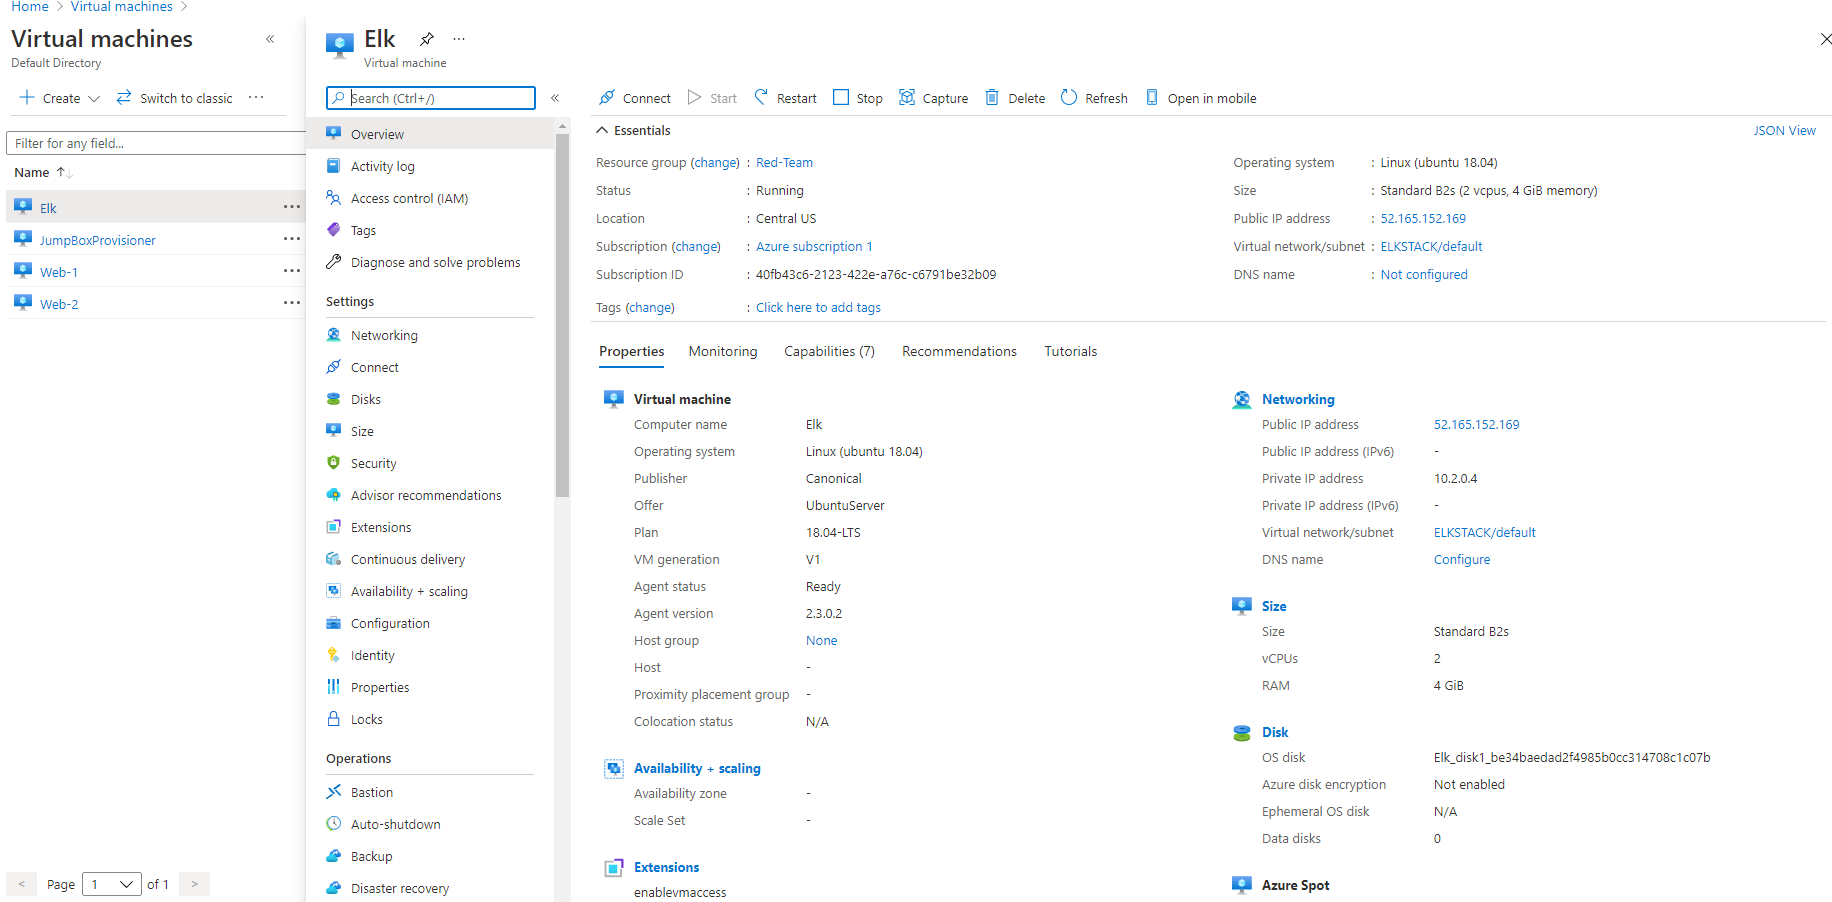 Home > Virtual machines >
Virtual machines «
Default Directory
+ Create Switch to classic ···
Filter for any field...
Name ↑↓
Elk ···
JumpBoxProvisioner ···
Web-1 ···
Web-2 ···
< Page 1 of 1 >
Elk ···
Virtual machine
Search (Ctrl+/) «
Overview
Activity log
Access control (IAM)
Tags
Diagnose and solve problems
Settings
Networking
Connect
Disks
Size
Security
Advisor recommendations
Extensions
Continuous delivery
Availability + scaling
Configuration
Identity
Properties
Locks
Operations
Bastion
Auto-shutdown
Backup
Disaster recovery
Connect Start Restart Stop Capture Delete Refresh Open in mobile
Essentials JSON View
Resource group (change) : Red-Team
Status : Running
Location : Central US
Subscription (change) : Azure subscription 1
Subscription ID : 40fb43c6-2123-422e-a76c-c6791be32b09
Tags (change) : Click here to add tags
Operating system : Linux (ubuntu 18.04)
Size : Standard B2s (2 vcpus, 4 GiB memory)
Public IP address : 52.165.152.169
Virtual network/subnet : ELKSTACK/default
DNS name : Not configured
Properties Monitoring Capabilities (7) Recommendations Tutorials
Virtual machine
Computer name Elk
Operating system Linux (ubuntu 18.04)
Publisher Canonical
Offer UbuntuServer
Plan 18.04-LTS
VM generation V1
Agent status Ready
Agent version 2.3.0.2
Host group None
Host -
Proximity placement group -
Colocation status N/A
Availability + scaling
Availability zone -
Scale Set -
Extensions
enablevmaccess
Networking
Public IP address 52.165.152.169
Public IP address (IPv6) -
Private IP address 10.2.0.4
Private IP address (IPv6) -
Virtual network/subnet ELKSTACK/default
DNS name Configure
Size
Size Standard B2s
vCPUs 2
RAM 4 GiB
Disk
OS disk Elk_disk1_be34baedad2f4985b0cc314708c1c07b
Azure disk encryption Not enabled
Ephemeral OS disk N/A
Data disks 0
Azure Spot